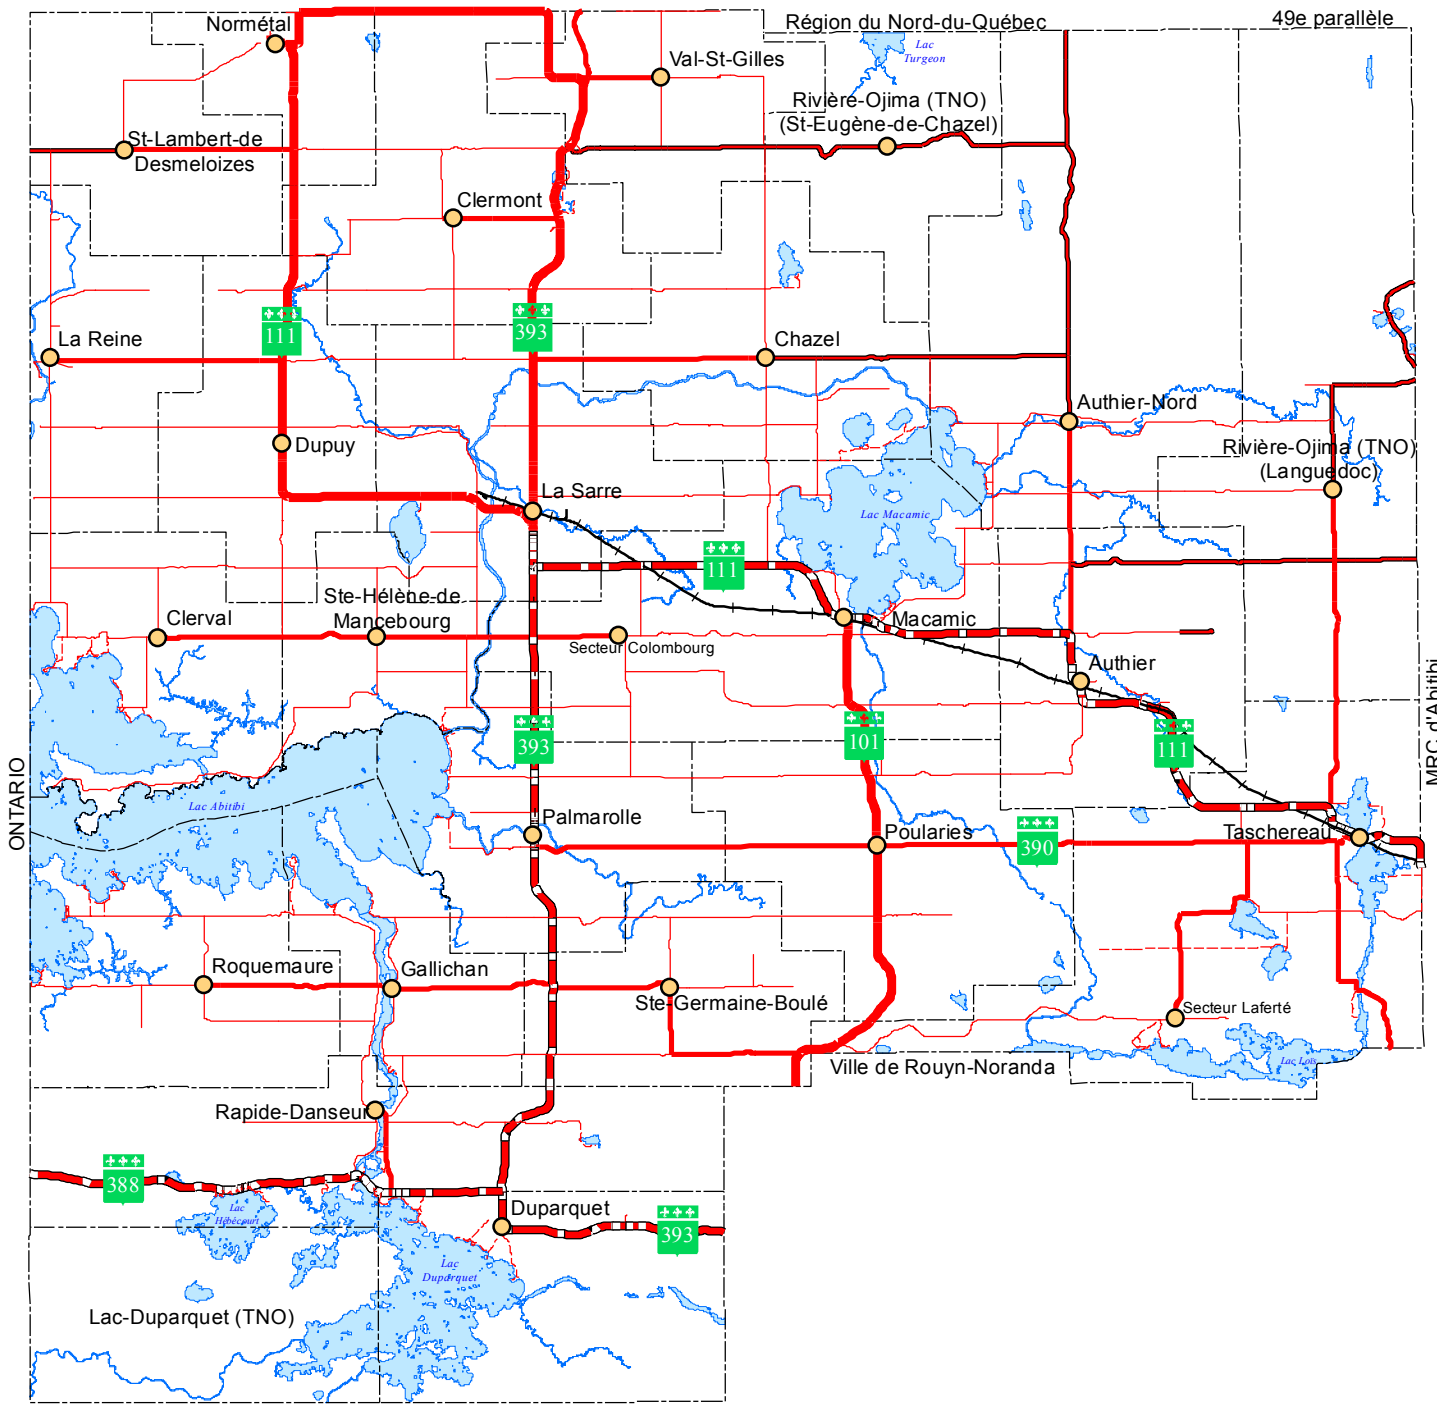 Normétal
Région du Nord-du-Québec
49e parallèle
Lac
Turgeon
Val-St-Gilles
Rivière-Ojima (TNO)
(St-Eugène-de-Chazel)
St-Lambert-de
Desmeloizes
Clermont
111
393
La Reine
Chazel
Authier-Nord
Dupuy
Rivière-Ojima (TNO)
(Languedoc)
La Sarre
Lac Macamic
111
Ste-Hélène-de
Mancebourg
Clerval
Macamic
Secteur Colombourg
Authier
MRC d'Abitibi
393
101
111
ONTARIO
Lac Abitibi
Palmarolle
Poularies
390
Taschereau
Roquemaure
Gallichan
Ste-Germaine-Boulé
Secteur Laferté
Lac Loïs
Ville de Rouyn-Noranda
Rapide-Danseur
388
Lac
Hébécourt
Duparquet
393
Lac
Duparquet
Lac-Duparquet (TNO)